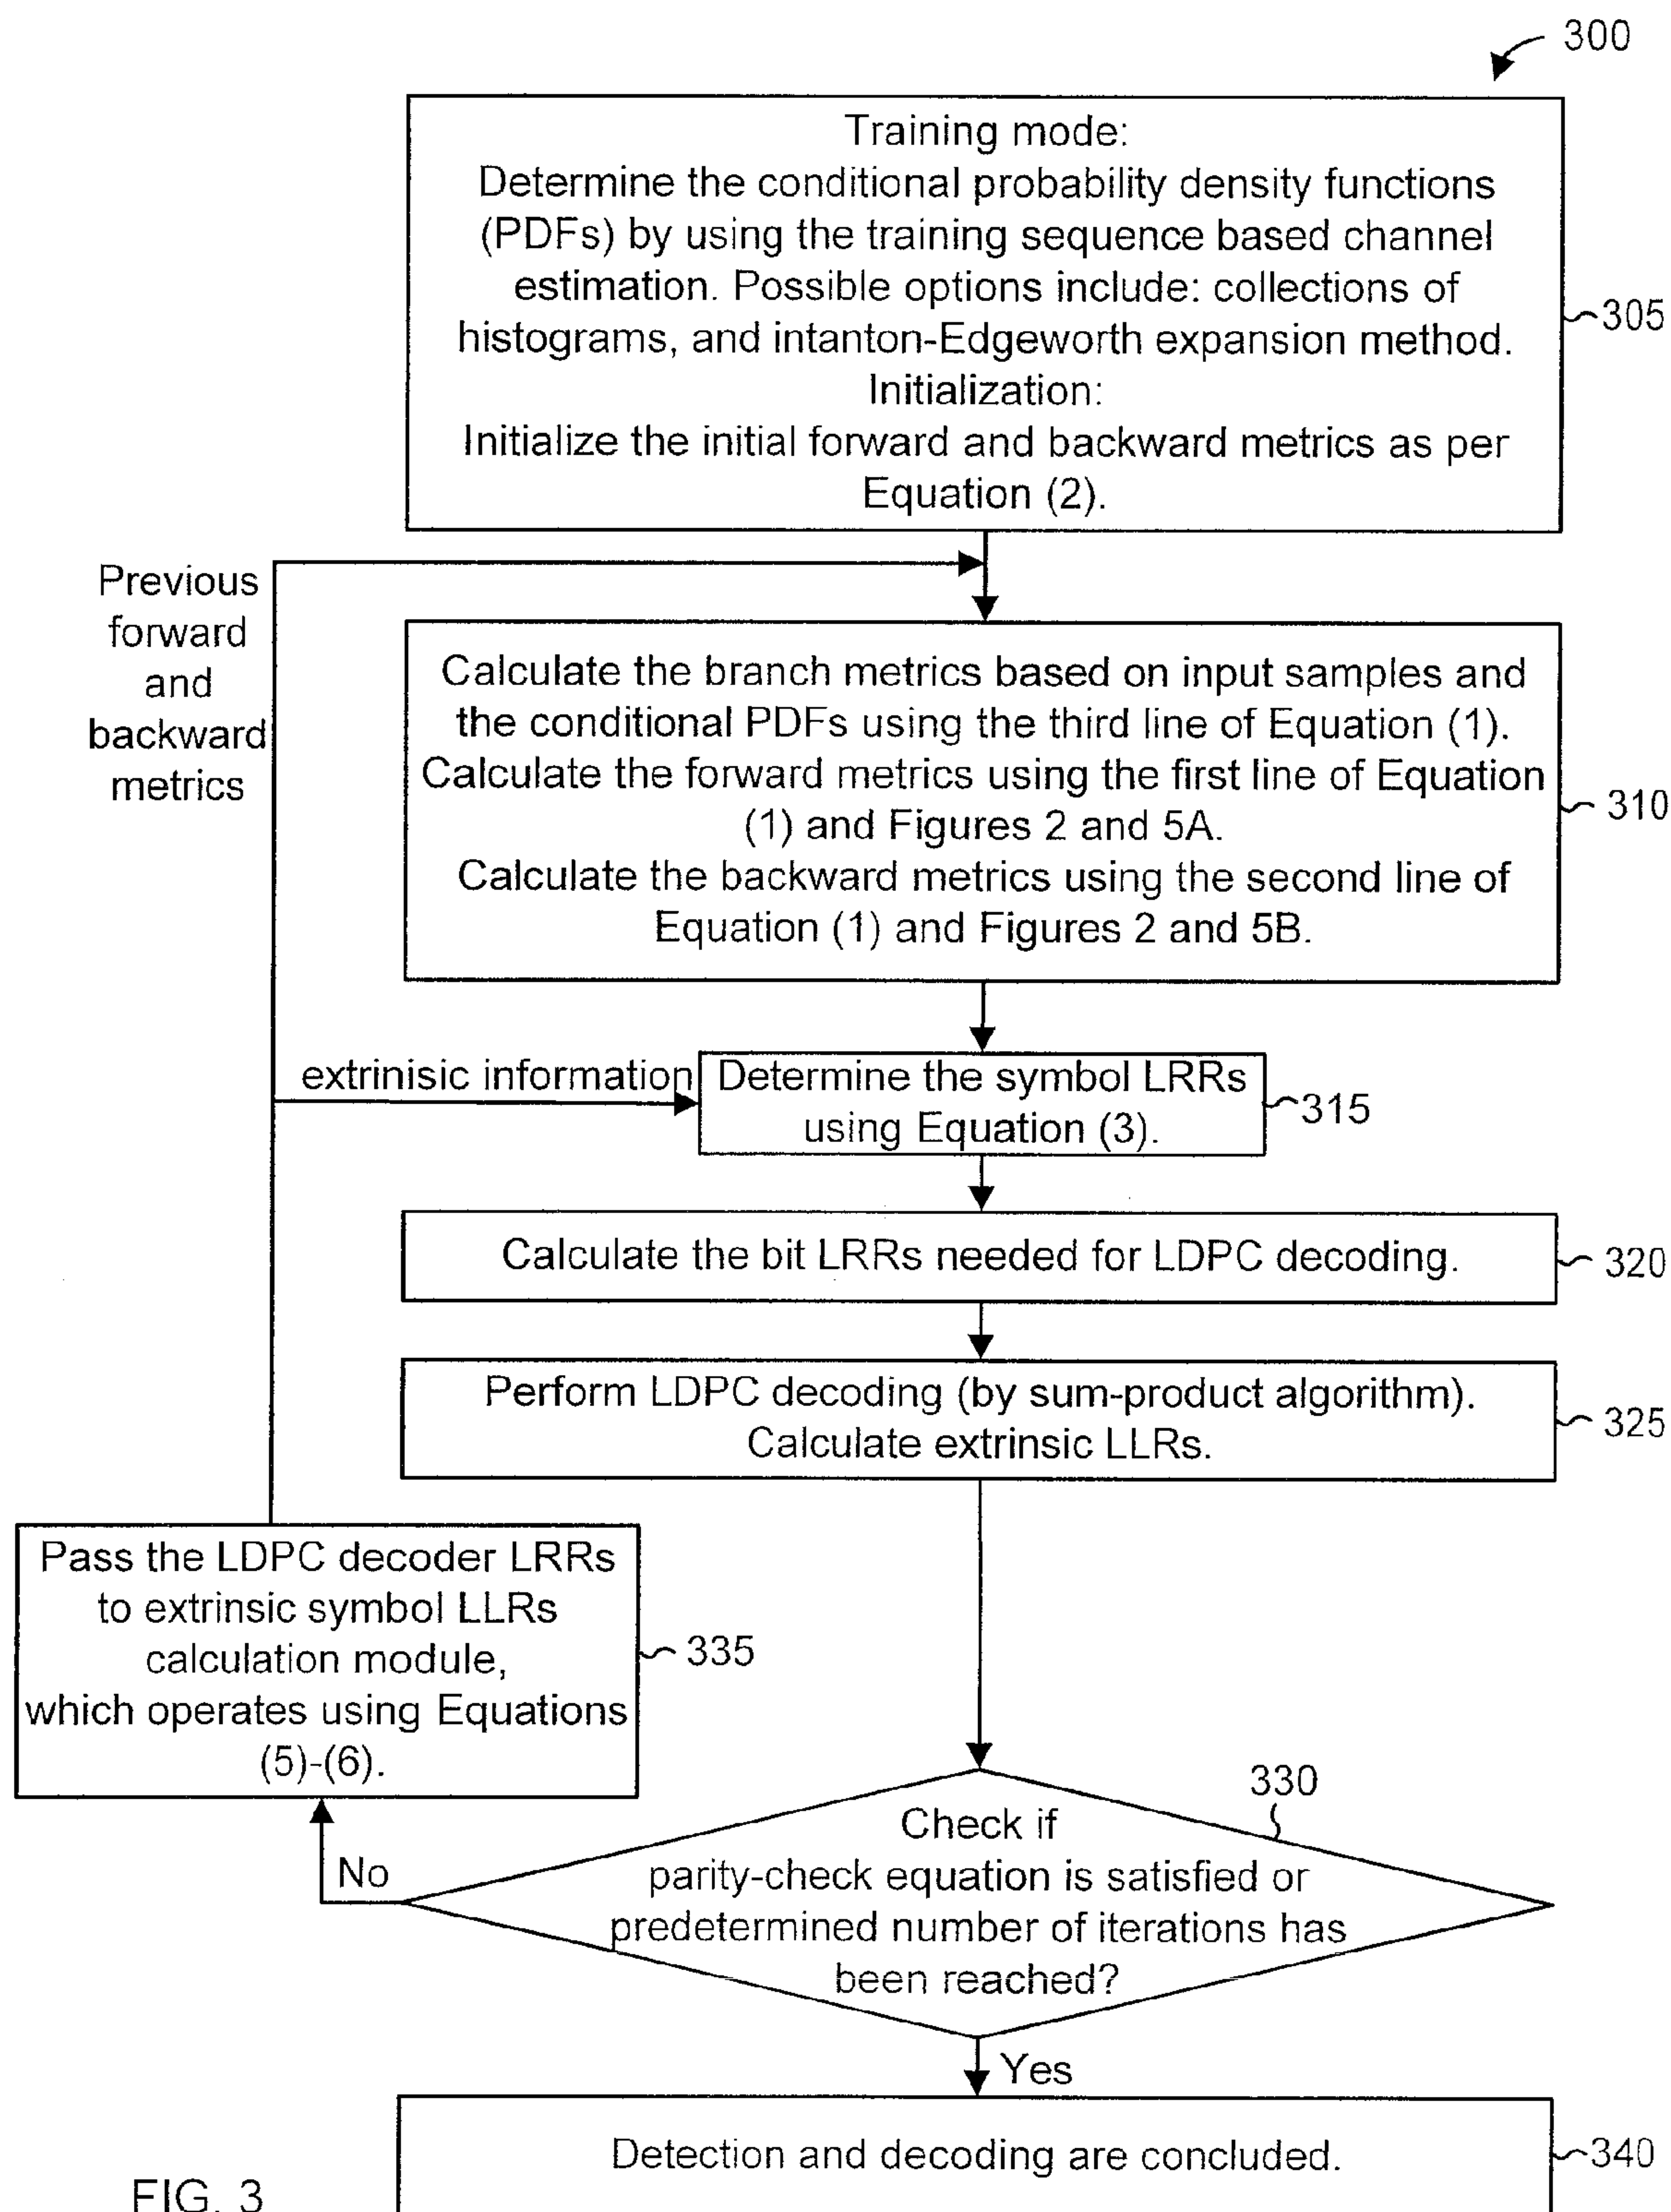 300
Training mode:
Determine the conditional probability density functions
(PDFs) by using the training sequence based channel
estimation. Possible options include: collections of
histograms, and intanton-Edgeworth expansion method.
Initialization:
Initialize the initial forward and backward metrics as per
Equation (2).
305
Previous
forward
and
backward
metrics
Calculate the branch metrics based on input samples and
the conditional PDFs using the third line of Equation (1).
Calculate the forward metrics using the first line of Equation
(1) and Figures 2 and 5A.
Calculate the backward metrics using the second line of
Equation (1) and Figures 2 and 5B.
310
extrinisic information
Determine the symbol LRRs
using Equation (3).
315
Calculate the bit LRRs needed for LDPC decoding.
320
Perform LDPC decoding (by sum-product algorithm).
Calculate extrinsic LLRs.
325
Pass the LDPC decoder LRRs
to extrinsic symbol LLRs
calculation module,
which operates using Equations
(5)-(6).
335
330
Check if
parity-check equation is satisfied or
predetermined number of iterations has
been reached?
No
Yes
Detection and decoding are concluded.
340
FIG. 3